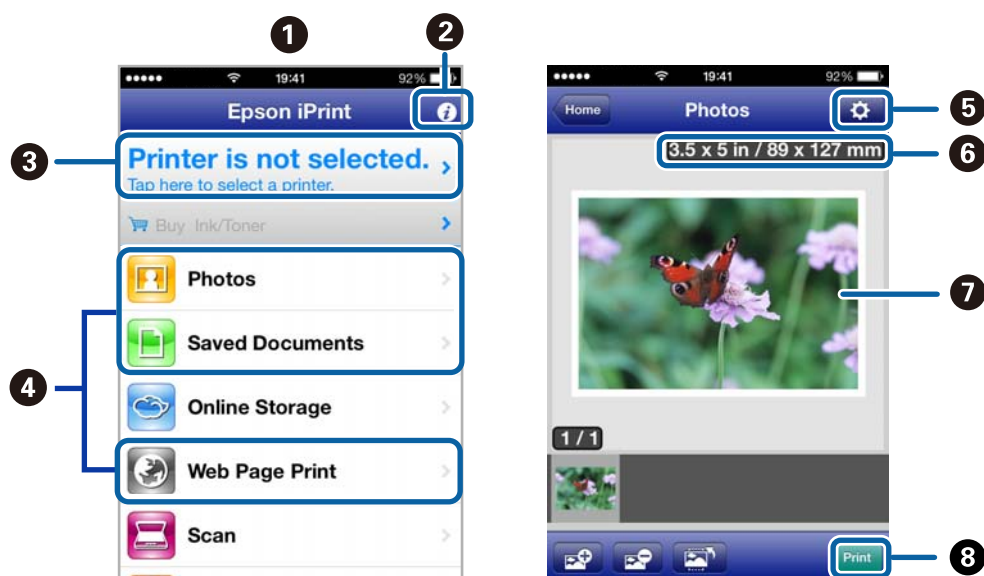 1
2
19:41
92%
Epson iPrint
i
3
Printer is not selected.
Tap here to select a printer.
Buy Ink/Toner
Photos
Saved Documents
4
Online Storage
Web Page Print
Scan
19:41
92%
Home
Photos
5
3.5 x 5 in / 89 x 127 mm
6
7
1 / 1
Print
8